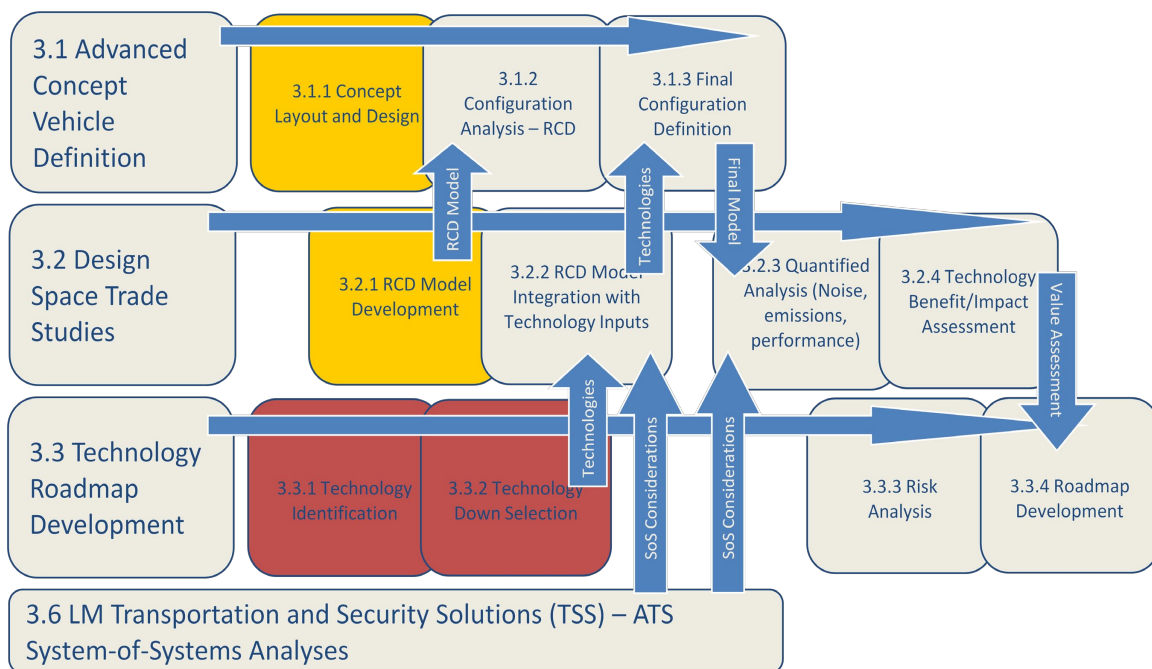 3.1 Advanced
Concept
Vehicle
Definition
3.1.1 Concept
Layout and Design
3.1.2
Configuration
Analysis – RCD
3.1.3 Final
Configuration
Definition
RCD Model
Technologies
Final Model
3.2 Design
Space Trade
Studies
3.2.1 RCD Model
Development
3.2.2 RCD Model
Integration with
Technology Inputs
3.2.3 Quantified
Analysis (Noise,
emissions,
performance)
3.2.4 Technology
Benefit/Impact
Assessment
Value Assessment
Technologies
SoS Considerations
SoS Considerations
3.3 Technology
Roadmap
Development
3.3.1 Technology
Identification
3.3.2 Technology
Down Selection
3.3.3 Risk
Analysis
3.3.4 Roadmap
Development
3.6 LM Transportation and Security Solutions (TSS) – ATS
System-of-Systems Analyses